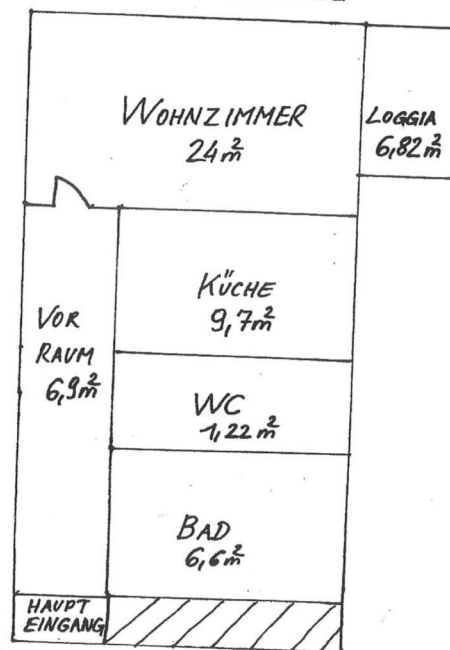 WOHNZIMMER
24m²
LOGGIA
6,82m²
KÜCHE
9,7m²
VOR
RAUM
6,9m²
WC
1,22m²
BAD
6,6m²
HAUPT
EINGANG